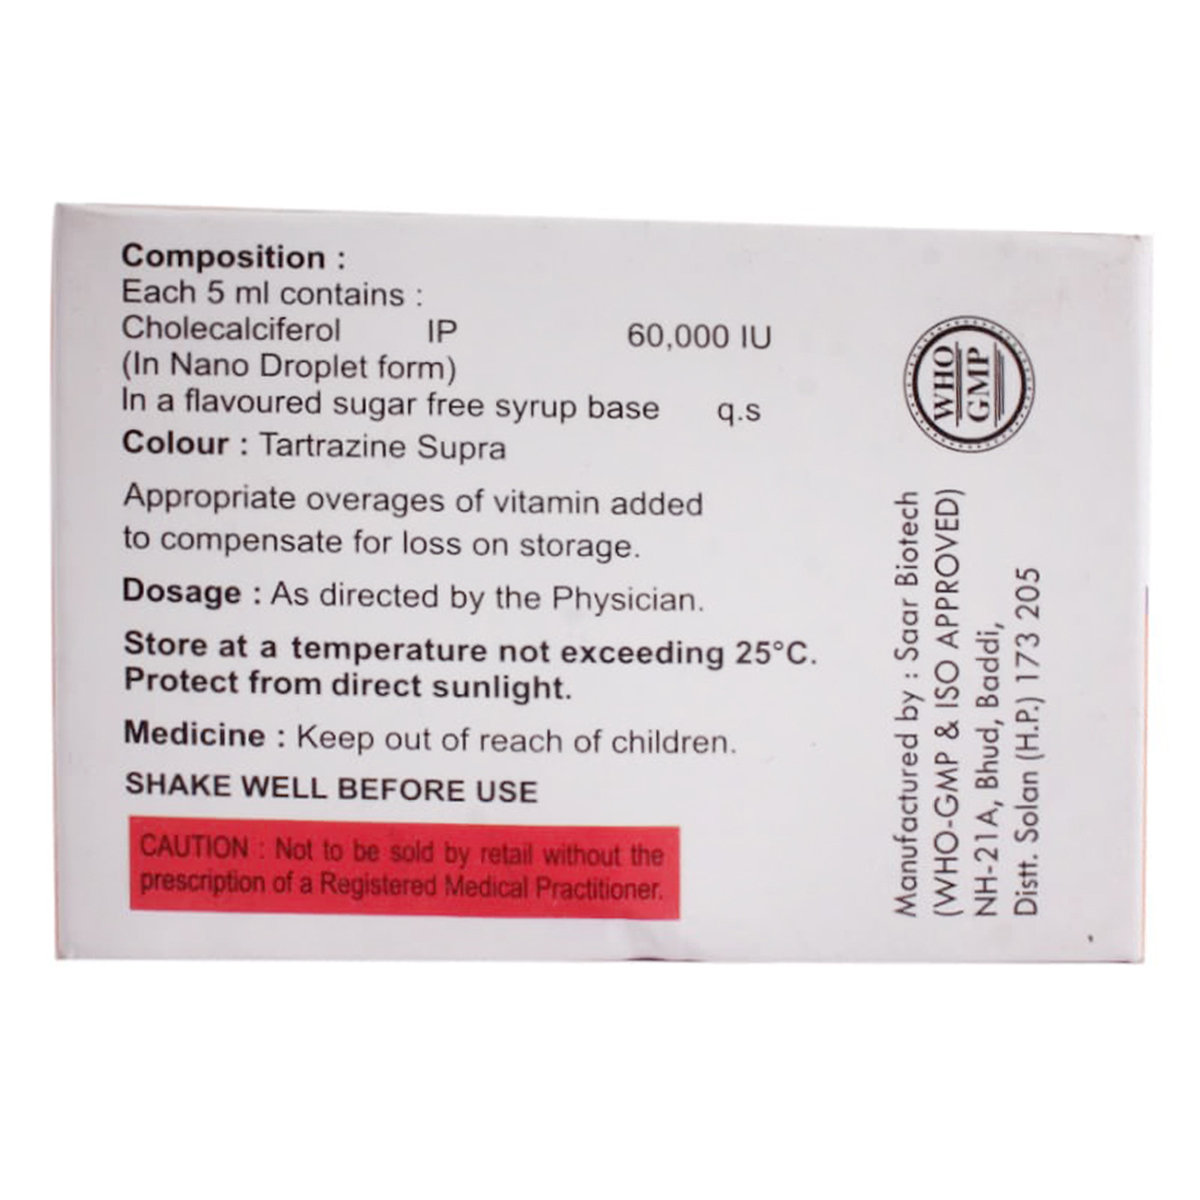 Composition :
Each 5 ml contains :
Cholecalciferol IP 60,000 IU
(In Nano Droplet form)
In a flavoured sugar free syrup base q.s
Colour : Tartrazine Supra
Appropriate overages of vitamin added
to compensate for loss on storage.
Dosage : As directed by the Physician.
Store at a temperature not exceeding 25°C.
Protect from direct sunlight.
Medicine : Keep out of reach of children.
SHAKE WELL BEFORE USE
CAUTION : Not to be sold by retail without the
prescription of a Registered Medical Practitioner.
WHO
GMP
Manufactured by : Saar Biotech
(WHO-GMP & ISO APPROVED)
NH-21A, Bhud, Baddi,
Distt. Solan (H.P.) 173 205